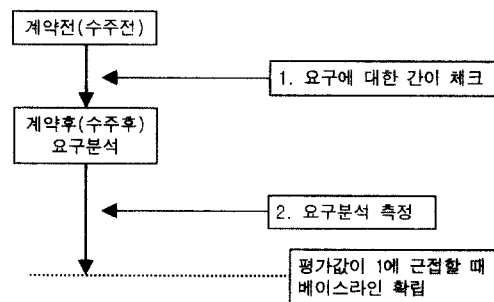 계약전(수주전)
1. 요구에 대한 간이 체크
계약후(수주후)
요구분석
2. 요구분석 측정
평가값이 1에 근접할 때
베이스라인 확립